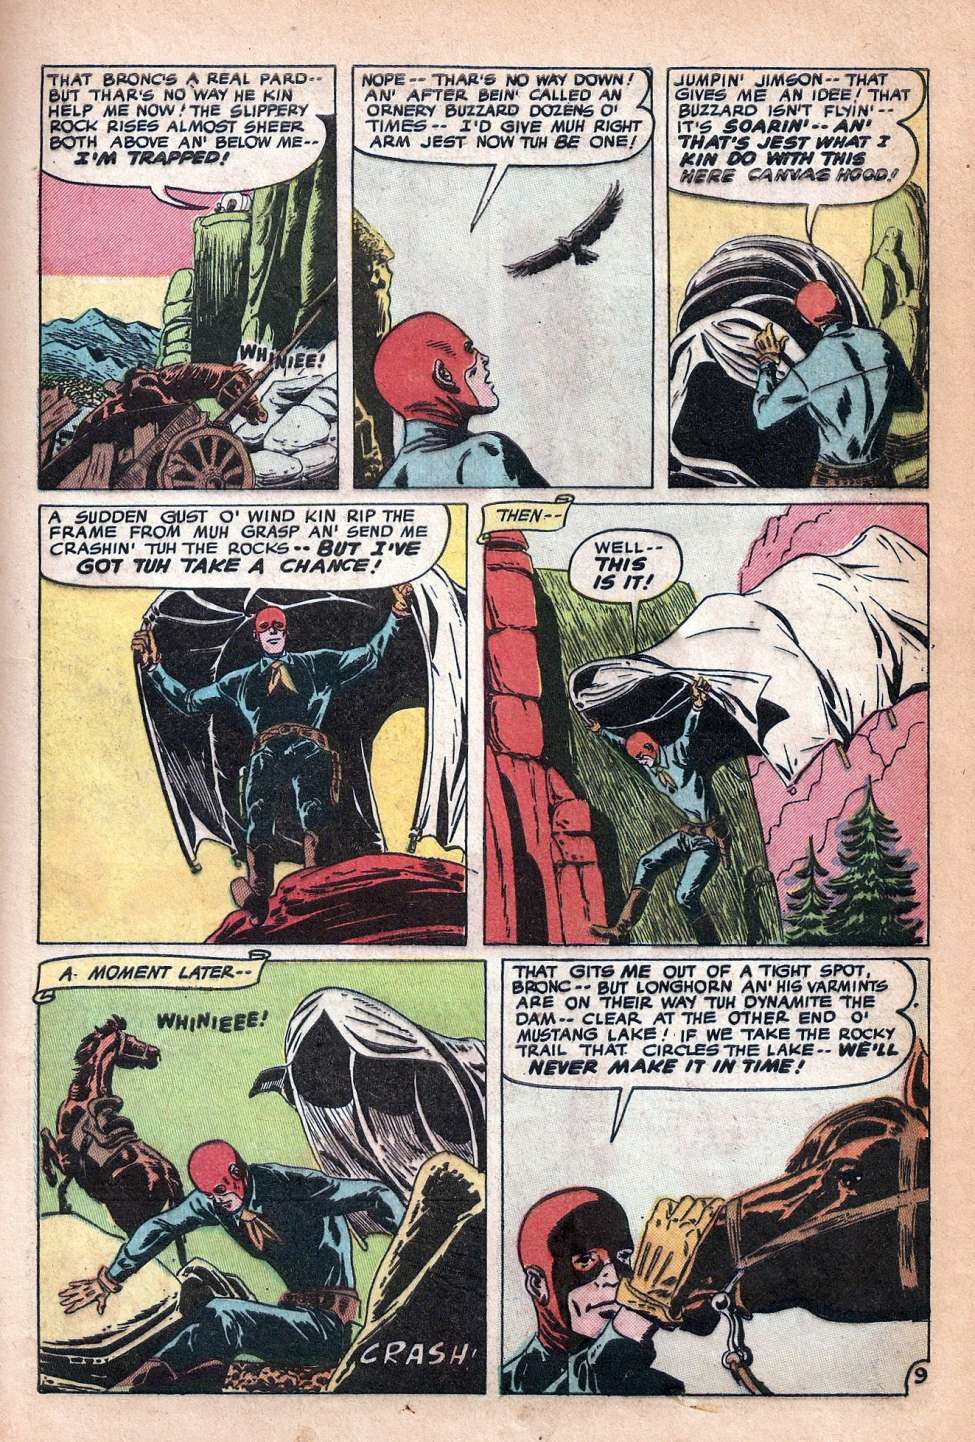 THAT BRONC'S A REAL PARD--
BUT THAR'S NO WAY HE KIN
HELP ME NOW! THE SLIPPERY
ROCK RISES ALMOST SHEER
BOTH ABOVE AN' BELOW ME--
I'M TRAPPED!
WHINIEE!
NOPE-- THAR'S NO WAY DOWN!
AN' AFTER BEIN' CALLED AN
ORNERY BUZZARD DOZENS O'
TIMES-- I'D GIVE MUH RIGHT
ARM JEST NOW TUH BE ONE!
JUMPIN' JIMSON-- THAT
GIVES ME AN IDEE! THAT
BUZZARD ISN'T FLYIN'--
IT'S SOARIN'-- AN'
THAT'S JEST WHAT I
KIN DO WITH THIS
HERE CANVAS HOOD!
A SUDDEN GUST O' WIND KIN RIP THE
FRAME FROM MUH GRASP AN' SEND ME
CRASHIN' TUH THE ROCKS-- BUT I'VE
GOT TUH TAKE A CHANCE!
THEN--
WELL--
THIS
IS IT!
A MOMENT LATER--
WHINIEEE!
CRASH!
THAT GITS ME OUT OF A TIGHT SPOT,
BRONC-- BUT LONGHORN AN' HIS VARMINTS
ARE ON THEIR WAY TUH DYNAMITE THE
DAM-- CLEAR AT THE OTHER END O'
MUSTANG LAKE! IF WE TAKE THE ROCKY
TRAIL THAT CIRCLES THE LAKE-- WE'LL
NEVER MAKE IT IN TIME!
9